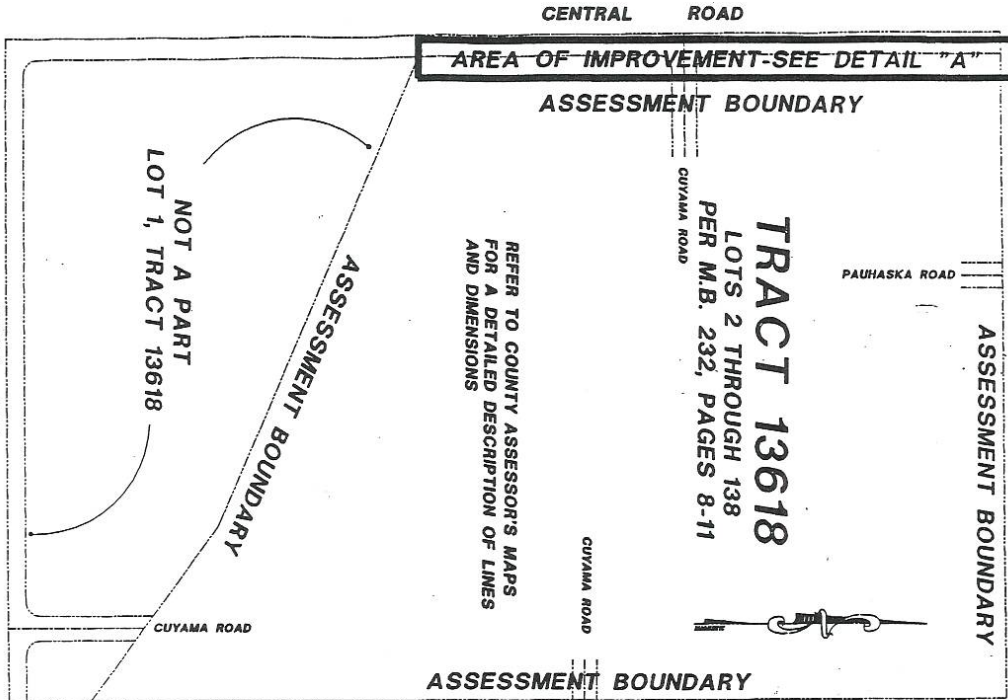 CENTRAL ROAD
AREA OF IMPROVEMENT-SEE DETAIL "A"
ASSESSMENT BOUNDARY
NOT A PART
LOT 1, TRACT 13618
ASSESSMENT BOUNDARY
REFER TO COUNTY ASSESSOR'S MAPS
FOR A DETAILED DESCRIPTION OF LINES
AND DIMENSIONS
CUYAMA ROAD
TRACT 13618
LOTS 2 THROUGH 138
PER M.B. 232, PAGES 8-11
PAUHASKA ROAD
ASSESSMENT BOUNDARY
CUYAMA ROAD
CUYAMA ROAD
ASSESSMENT BOUNDARY